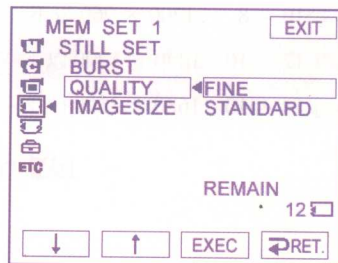 MEM SET 1 EXIT
STILL SET
BURST
QUALITY FINE
IMAGESIZE STANDARD
ETC
REMAIN
12
↓ ↑ EXEC RET.